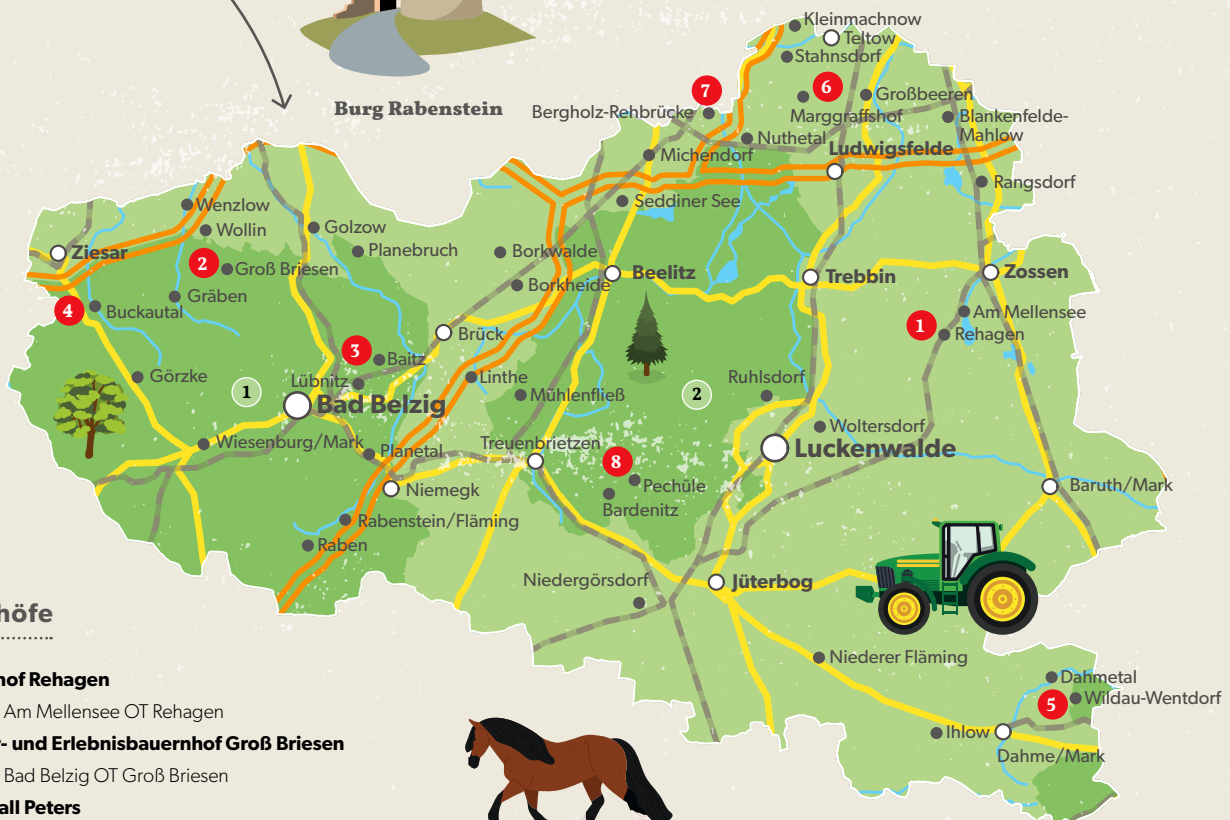 Kleinmachnow
Teltow
Stahnsdorf
Burg Rabenstein
7
6
Bergholz-Rehbrücke
Großbeeren
Marggraffshof
Blankenfelde-
Mahlow
Nuthetal
Ludwigsfelde
Michendorf
Rangsdorf
Seddiner See
Wenzlow
Wollin
Golzow
Ziesar
Planebruch
Borkwalde
2
Groß Briesen
Beelitz
Trebbin
Zossen
Borkheide
Gräben
4
Buckautal
Am Mellensee
1
Rehagen
Brück
3
Baitz
Lübnitz
Linthe
Görzke
Ruhlsdorf
1
Mühlenfließ
2
Bad Belzig
Woltersdorf
Wiesenburg/Mark
Treuenbrietzen
Luckenwalde
Planetal
8
Pechüle
Baruth/Mark
Niemegk
Bardenitz
Rabenstein/Fläming
Raben
Niedergörsdorf
Jüterbog
höfe
Niederer Fläming
Dahmetal
5
Wildau-Wentdorf
Ihlow
Dahme/Mark
hof Rehagen
Am Mellensee OT Rehagen
- und Erlebnisbauernhof Groß Briesen
Bad Belzig OT Groß Briesen
all Peters